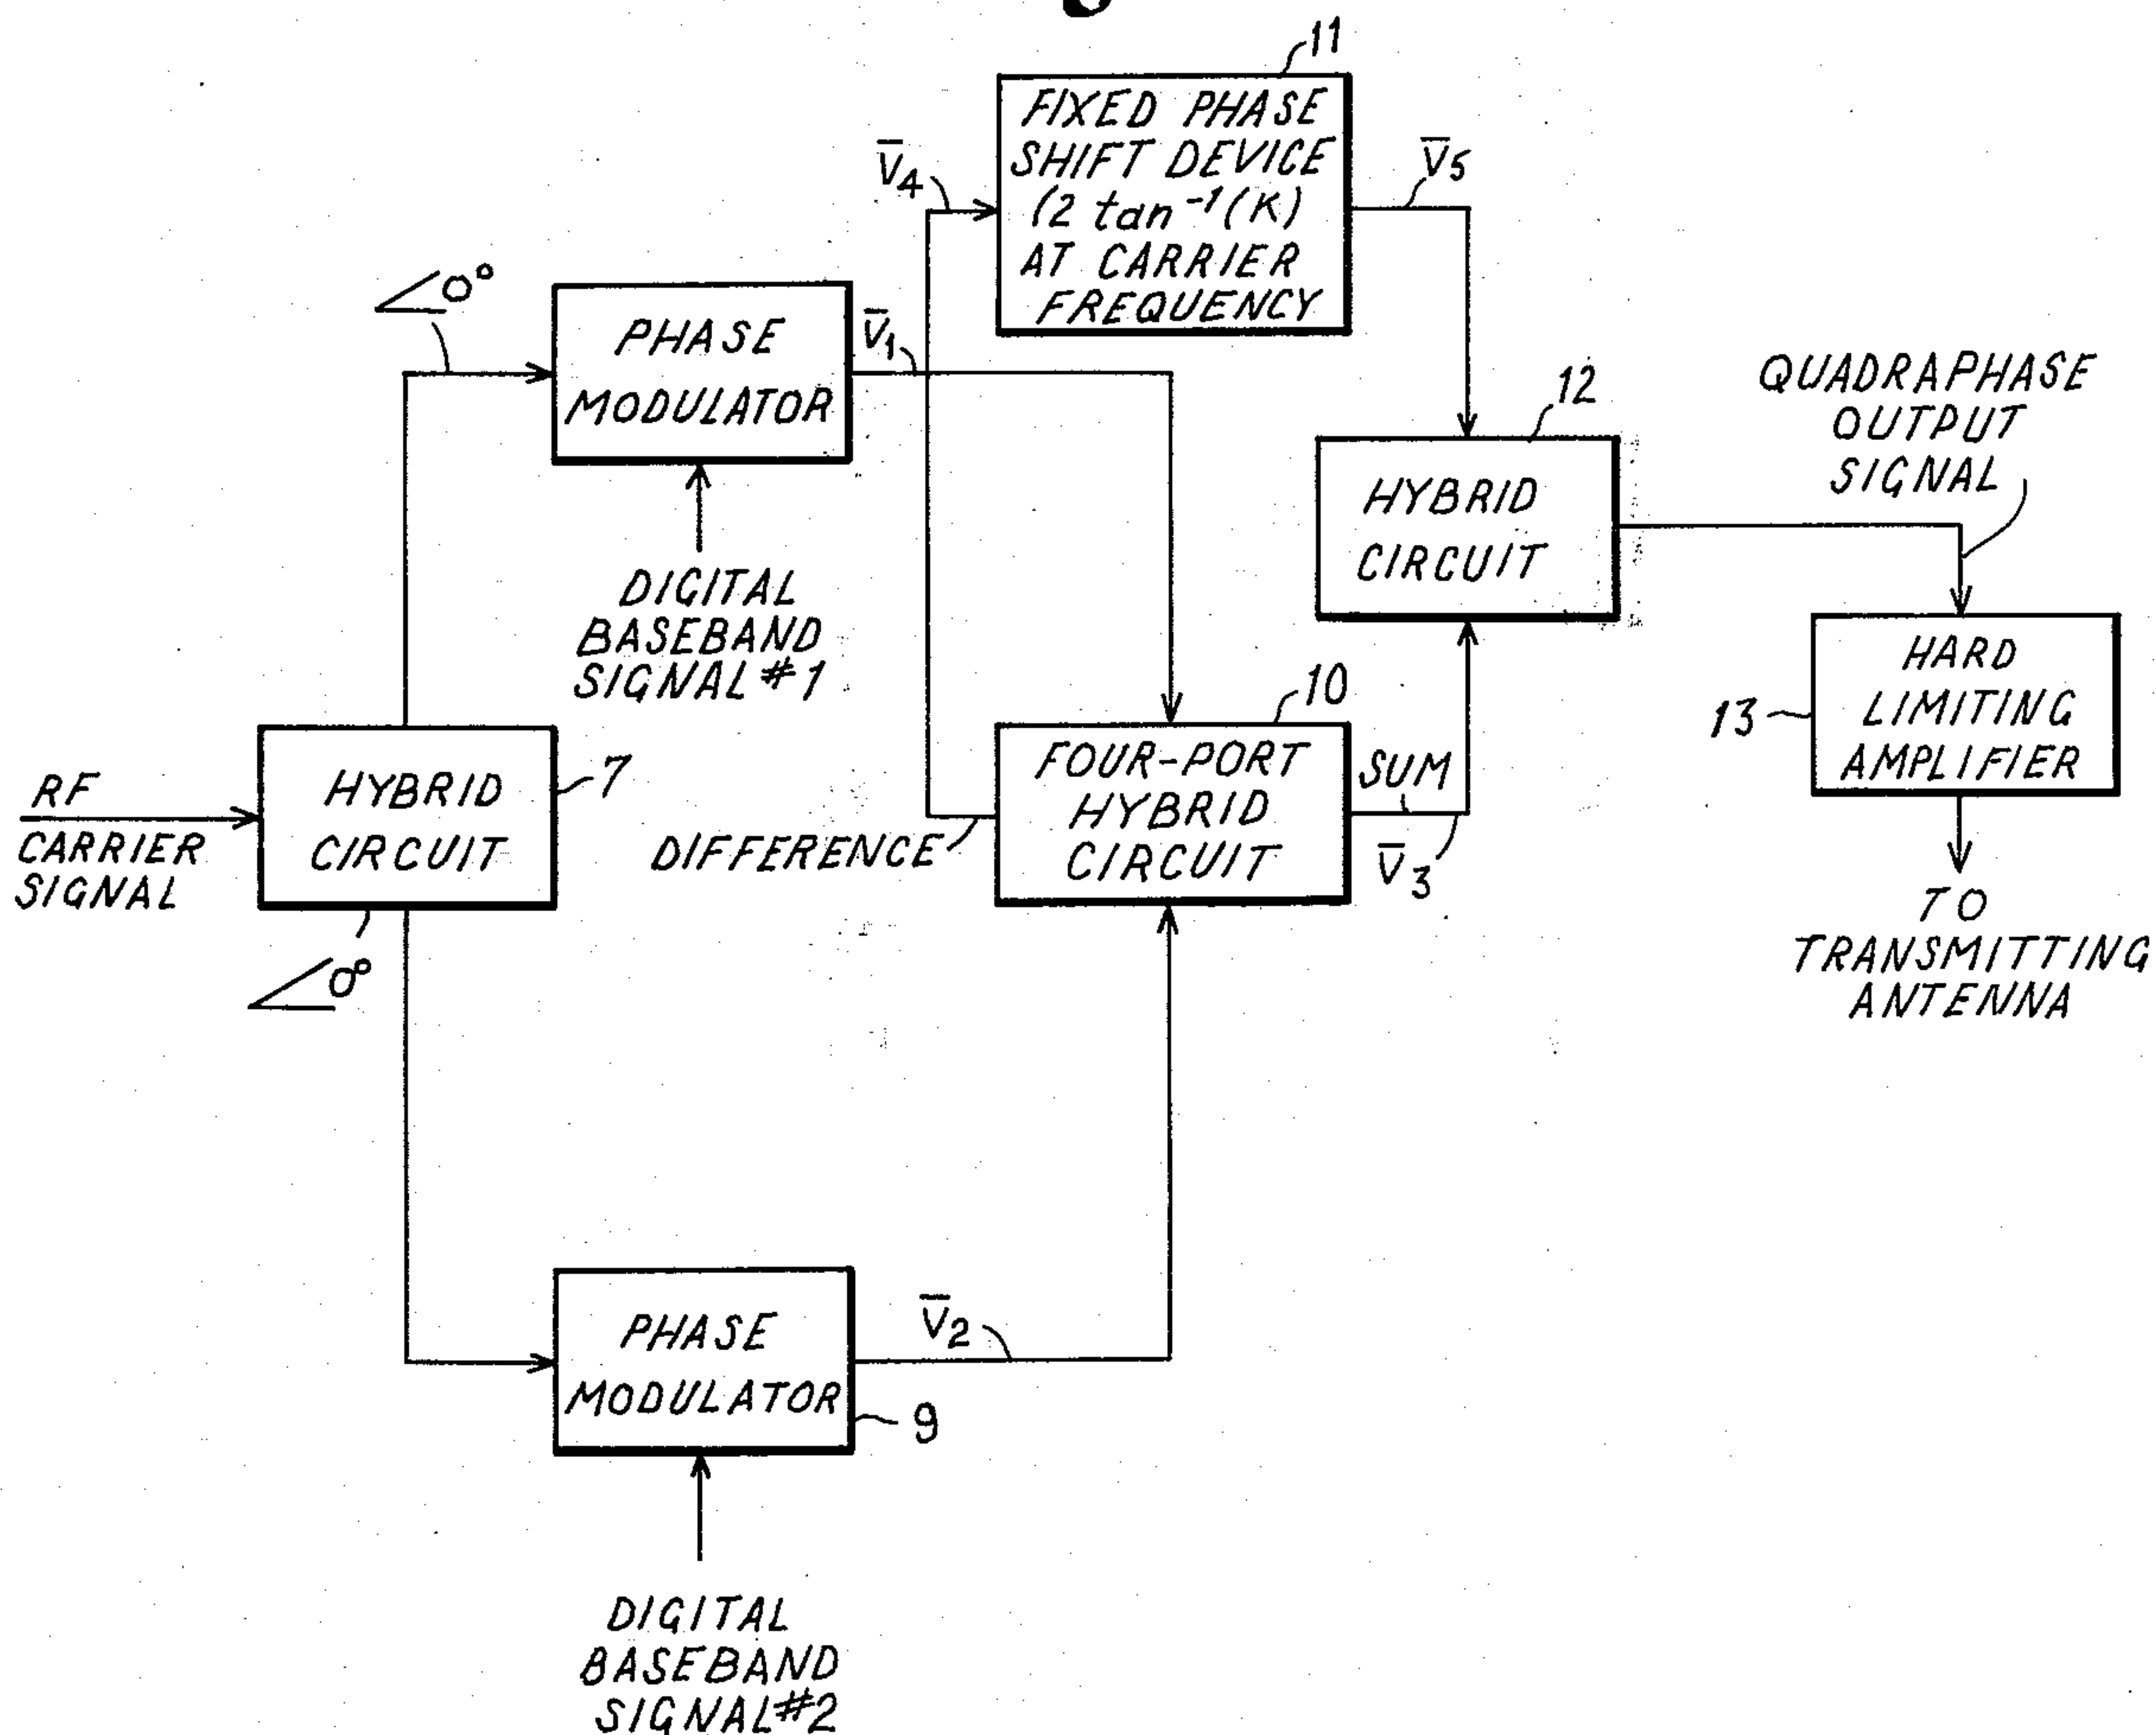 11
FIXED PHASE
SHIFT DEVICE
(2 tan⁻¹(K)
AT CARRIER
FREQUENCY
V̅4
V̅5
∠0°
PHASE
MODULATOR
V̅1
DIGITAL
BASEBAND
SIGNAL #1
12
HYBRID
CIRCUIT
QUADRAPHASE
OUTPUT
SIGNAL
13
HARD
LIMITING
AMPLIFIER
TO
TRANSMITTING
ANTENNA
RF
CARRIER
SIGNAL
HYBRID
CIRCUIT
7
∠0°
DIFFERENCE
10
FOUR-PORT
HYBRID
CIRCUIT
SUM
V̅3
PHASE
MODULATOR
9
V̅2
DIGITAL
BASEBAND
SIGNAL #2